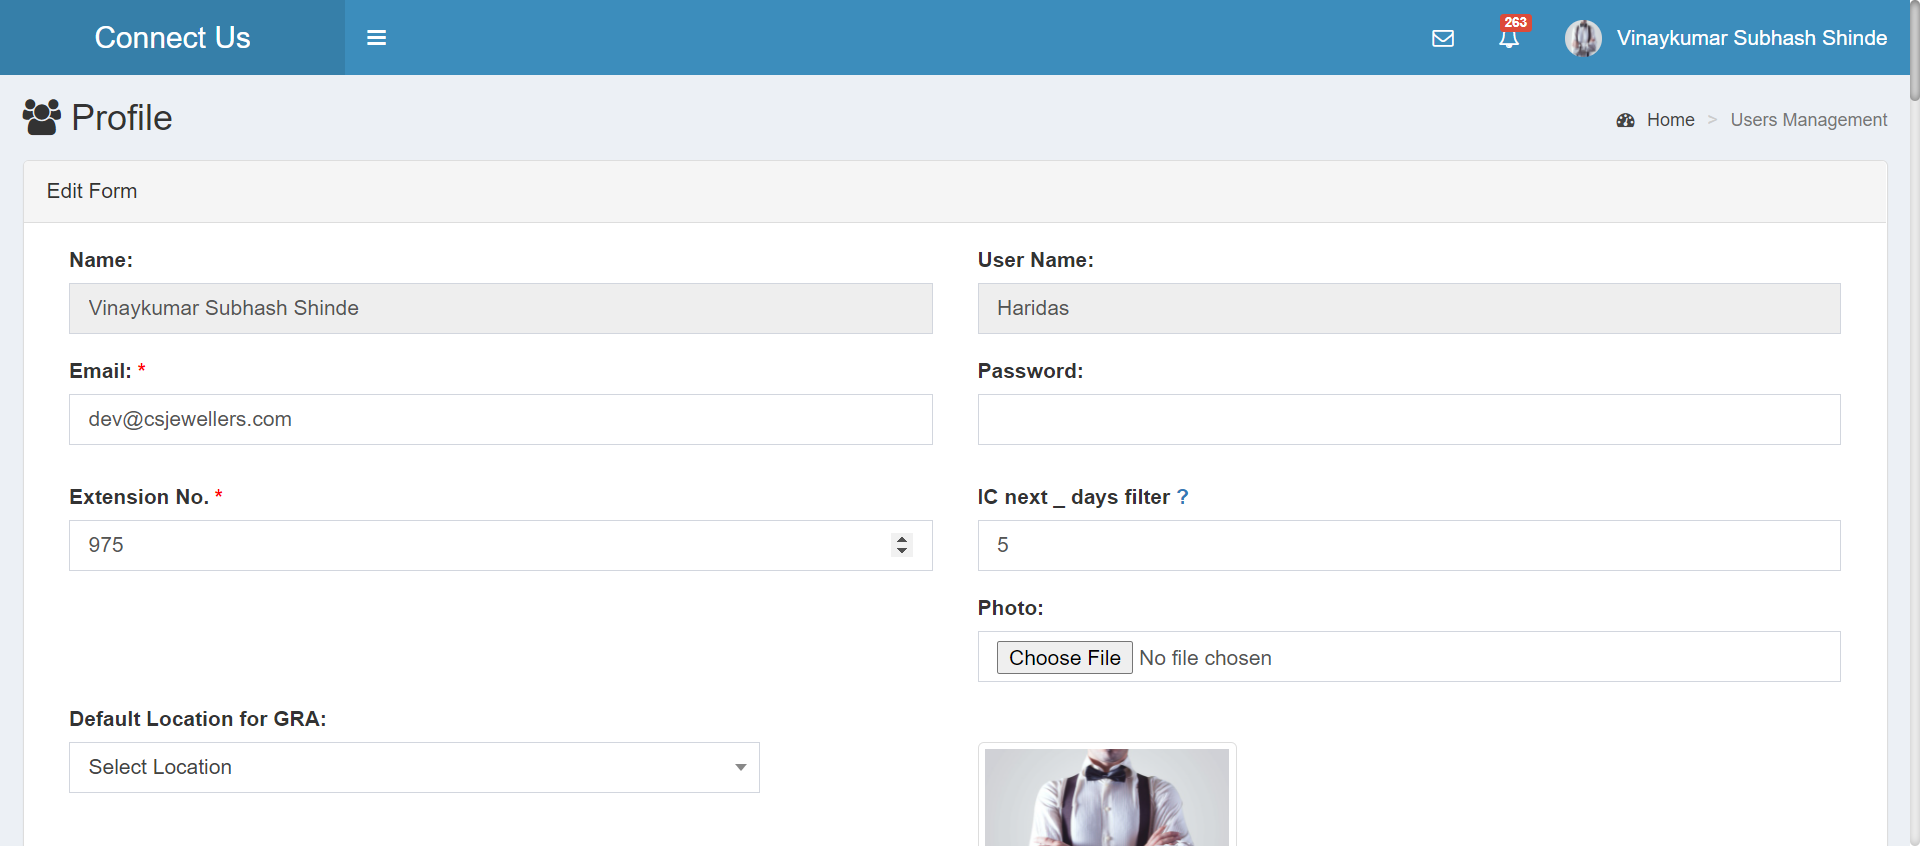 Connect Us
263
Vinaykumar Subhash Shinde
Profile
Home > Users Management
Edit Form
Name:
User Name:
Vinaykumar Subhash Shinde
Haridas
Email: *
Password:
dev@csjewellers.com
Extension No. *
IC next _ days filter ?
975
5
Photo:
Choose File No file chosen
Default Location for GRA:
Select Location